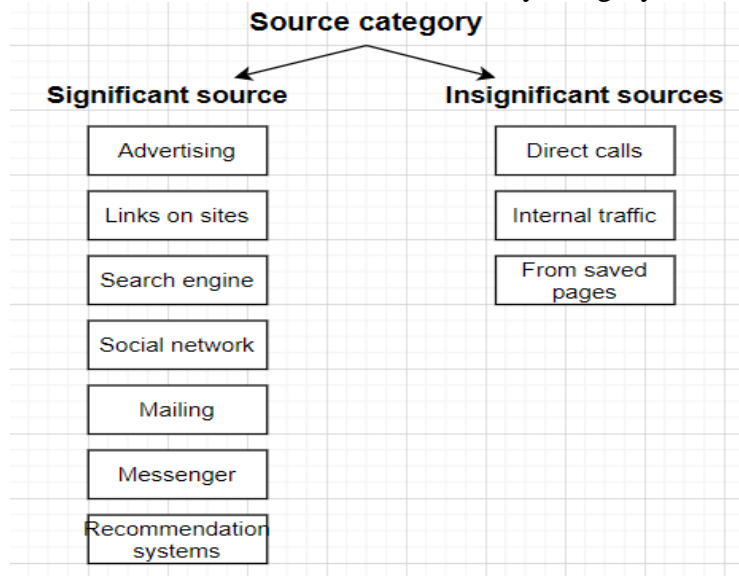 Source category
Significant source
Insignificant sources
Advertising
Direct calls
Links on sites
Internal traffic
Search engine
From saved
pages
Social network
Mailing
Messenger
Recommendation
systems